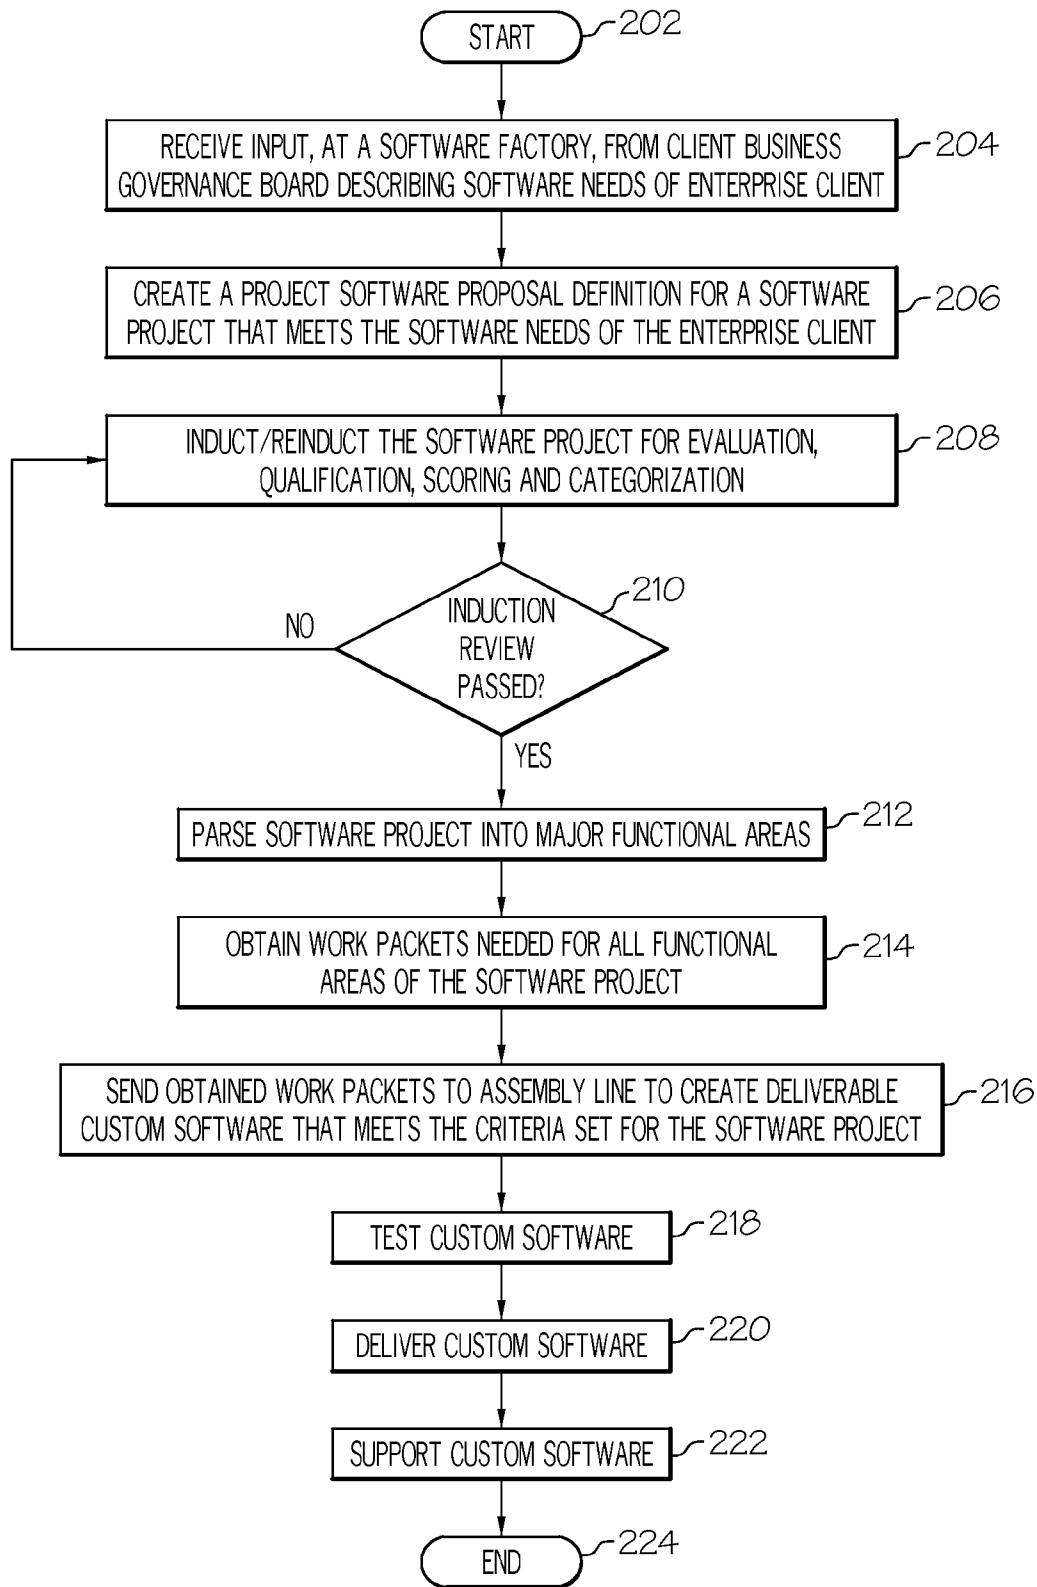 START
202
RECEIVE INPUT, AT A SOFTWARE FACTORY, FROM CLIENT BUSINESS
GOVERNANCE BOARD DESCRIBING SOFTWARE NEEDS OF ENTERPRISE CLIENT
204
CREATE A PROJECT SOFTWARE PROPOSAL DEFINITION FOR A SOFTWARE
PROJECT THAT MEETS THE SOFTWARE NEEDS OF THE ENTERPRISE CLIENT
206
INDUCT/REINDUCT THE SOFTWARE PROJECT FOR EVALUATION,
QUALIFICATION, SCORING AND CATEGORIZATION
208
INDUCTION
REVIEW
PASSED?
210
NO
YES
PARSE SOFTWARE PROJECT INTO MAJOR FUNCTIONAL AREAS
212
OBTAIN WORK PACKETS NEEDED FOR ALL FUNCTIONAL
AREAS OF THE SOFTWARE PROJECT
214
SEND OBTAINED WORK PACKETS TO ASSEMBLY LINE TO CREATE DELIVERABLE
CUSTOM SOFTWARE THAT MEETS THE CRITERIA SET FOR THE SOFTWARE PROJECT
216
TEST CUSTOM SOFTWARE
218
DELIVER CUSTOM SOFTWARE
220
SUPPORT CUSTOM SOFTWARE
222
END
224